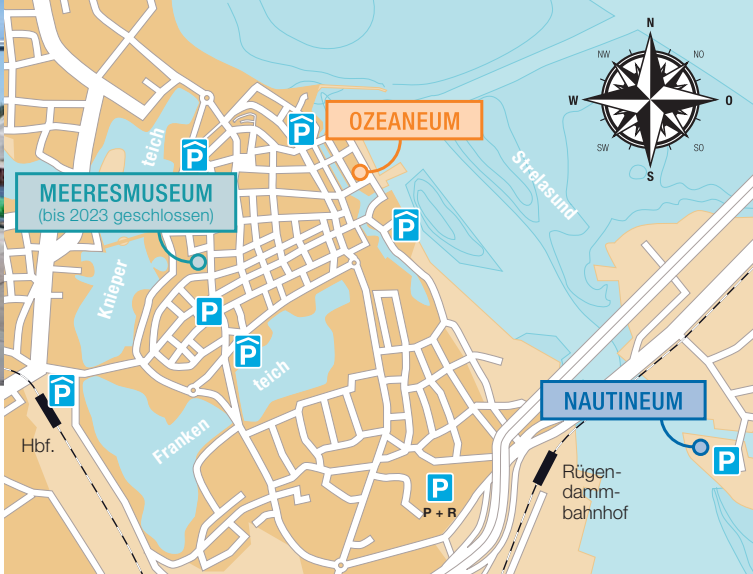 N
NW
NO
W
O
SW
SO
S
OZEANEUM
P
P
teich
Strelasund
MEERESMUSEUM
(bis 2023 geschlossen)
P
Knieper
P
P
teich
P
NAUTINEUM
Hbf.
Franken
P
Rügen-
damm-
bahnhof
P
P + R